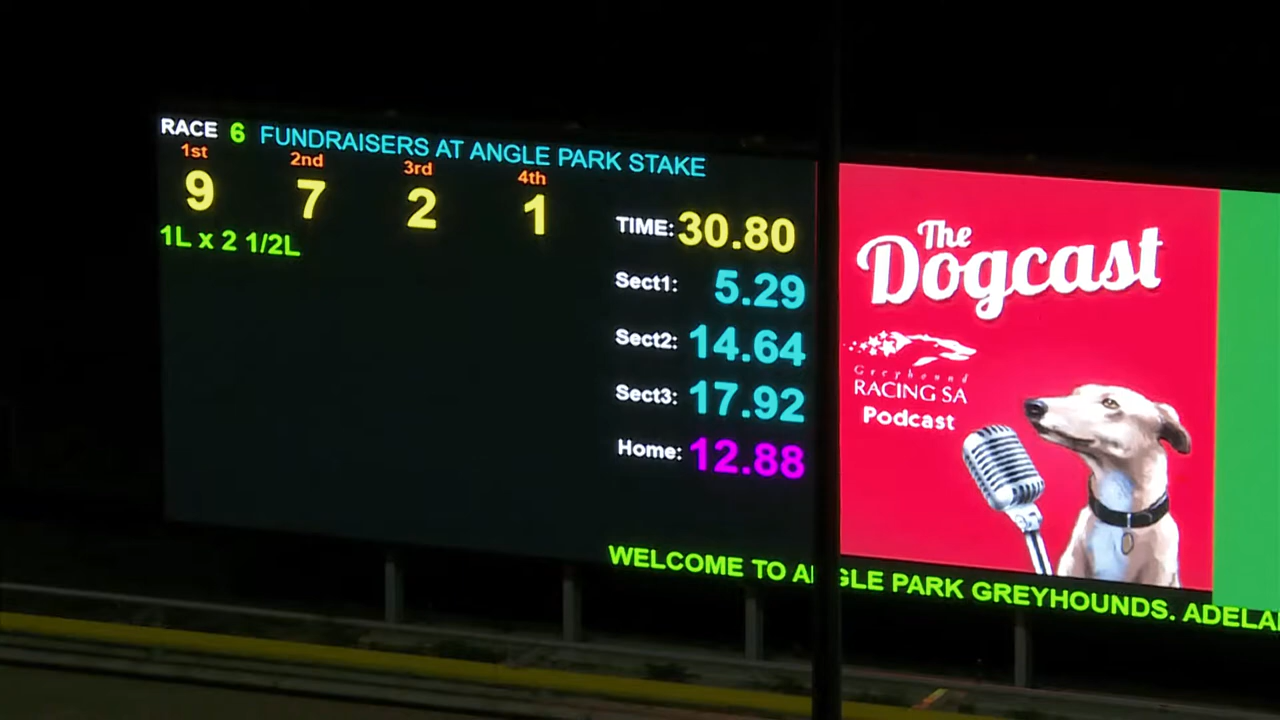 RACE 6 FUNDRAISERS AT ANGLE PARK STAKE
1st 2nd 3rd 4th
9 7 2 1
1L x 2 1/2L
TIME: 30.80
Sect1: 5.29
Sect2: 14.64
Sect3: 17.92
Home: 12.88
The
Dogcast
Greyhound
RACING SA
Podcast
WELCOME TO ANGLE PARK GREYHOUNDS. ADELA